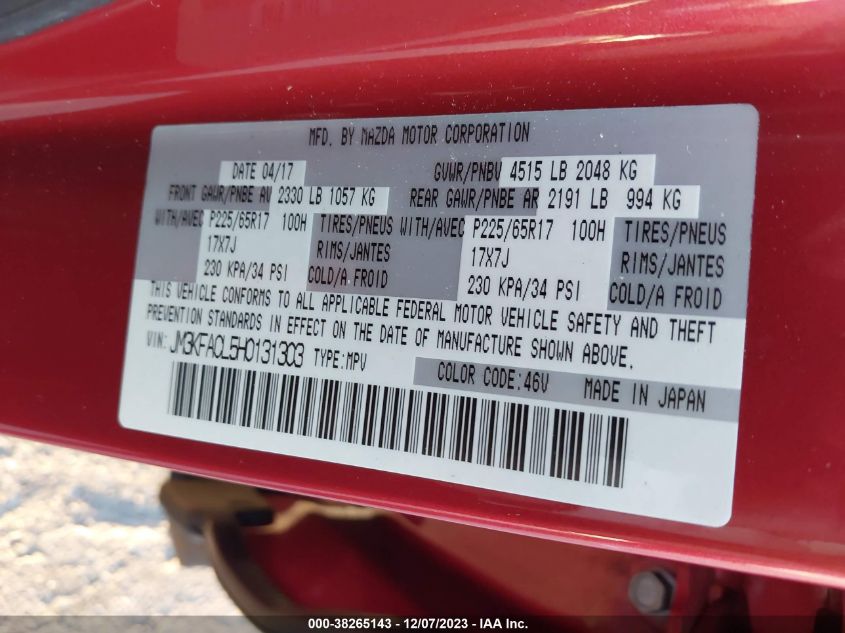 MFD. BY MAZDA MOTOR CORPORATION
DATE 04/17 GVWR/PNBV 4515 LB 2048 KG
FRONT GAWR/PNBE AV 2330 LB 1057 KG REAR GAWR/PNBE AR 2191 LB 994 KG
WITH/AVEC P225/65R17 100H TIRES/PNEUS WITH/AVEC P225/65R17 100H TIRES/PNEUS
17X7J RIMS/JANTES 17X7J RIMS/JANTES
230 KPA/34 PSI COLD/A FROID 230 KPA/34 PSI COLD/A FROID
THIS VEHICLE CONFORMS TO ALL APPLICABLE FEDERAL MOTOR VEHICLE SAFETY AND THEFT
PREVENTION STANDARDS IN EFFECT ON THE DATE OF MANUFACTURE SHOWN ABOVE.
VIN: JM3KFACL5H0131303 TYPE:MPV
COLOR CODE:46V MADE IN JAPAN
000-38265143 - 12/07/2023 - IAA Inc.